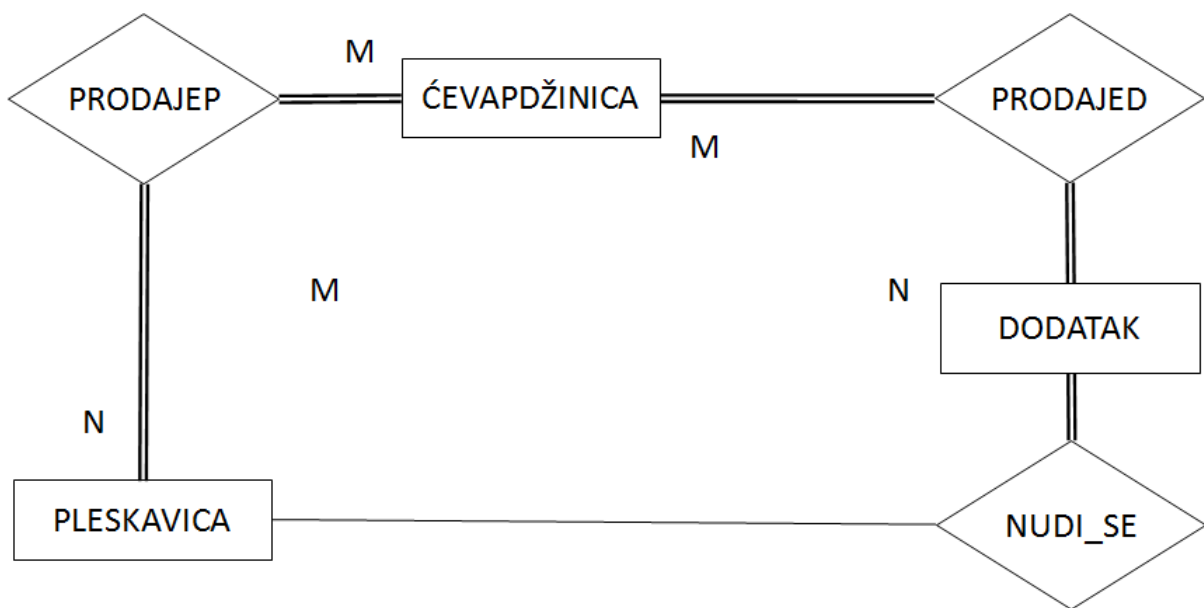 M
PRODAJEP
ĆEVAPDŽINICA
PRODAJED
M
M
N
DODATAK
N
PLESKAVICA
NUDI_SE